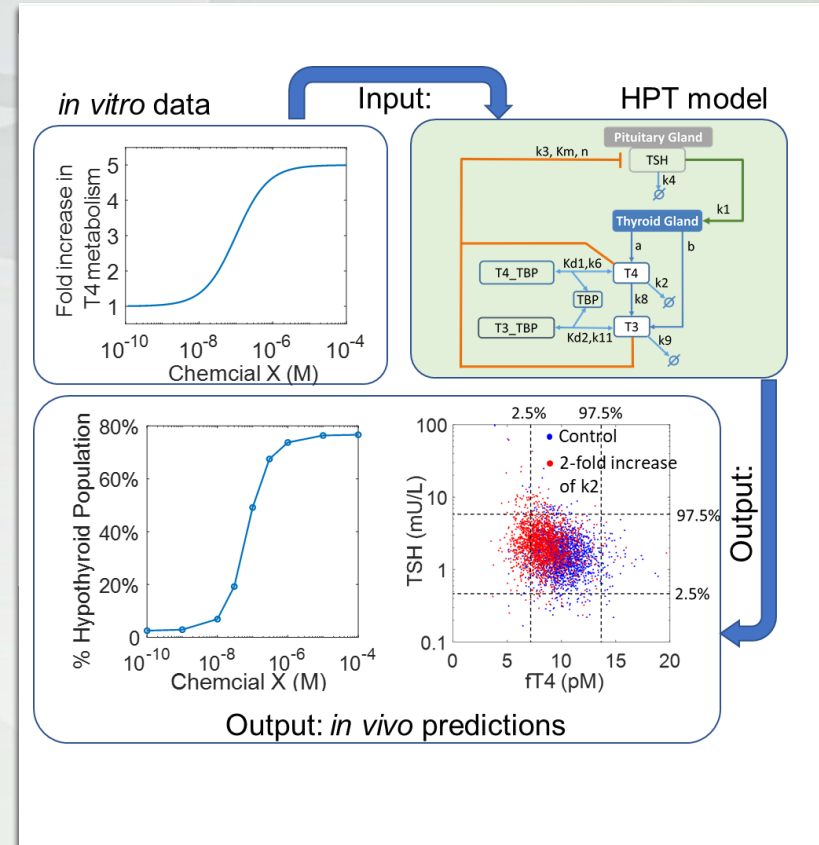 in vitro data
Input:
HPT model
Fold increase in
T4 metabolism
5
4
3
2
1
10⁻¹⁰ 10⁻⁸ 10⁻⁶ 10⁻⁴
Chemcial X (M)
Pituitary Gland
TSH
k3, Km, n
k4
k1
Thyroid Gland
a
b
T4_TBP
Kd1,k6
T4
k2
TBP
k8
T3_TBP
Kd2,k11
T3
k9
% Hypothyroid Population
80%
60%
40%
20%
0
10⁻¹⁰ 10⁻⁸ 10⁻⁶ 10⁻⁴
Chemcial X (M)
2.5% 97.5%
TSH (mU/L)
100
10
1
0.1
Control
2-fold increase
of k2
97.5%
2.5%
0 5 10 15 20
fT4 (pM)
Output:
Output: in vivo predictions